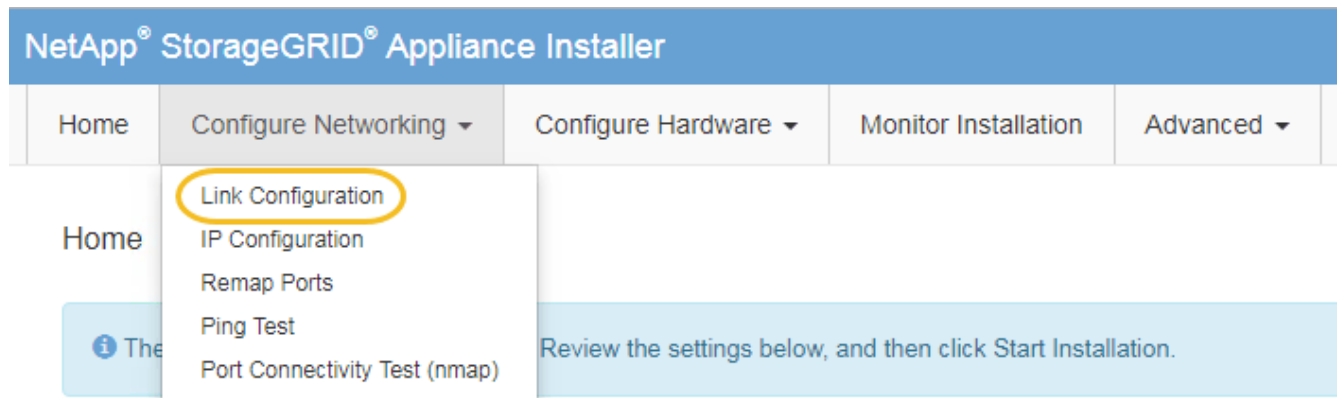 NetApp® StorageGRID® Appliance Installer
Home Configure Networking Configure Hardware Monitor Installation Advanced
Link Configuration
Home IP Configuration
Remap Ports
Ping Test
The Review the settings below, and then click Start Installation.
Port Connectivity Test (nmap)